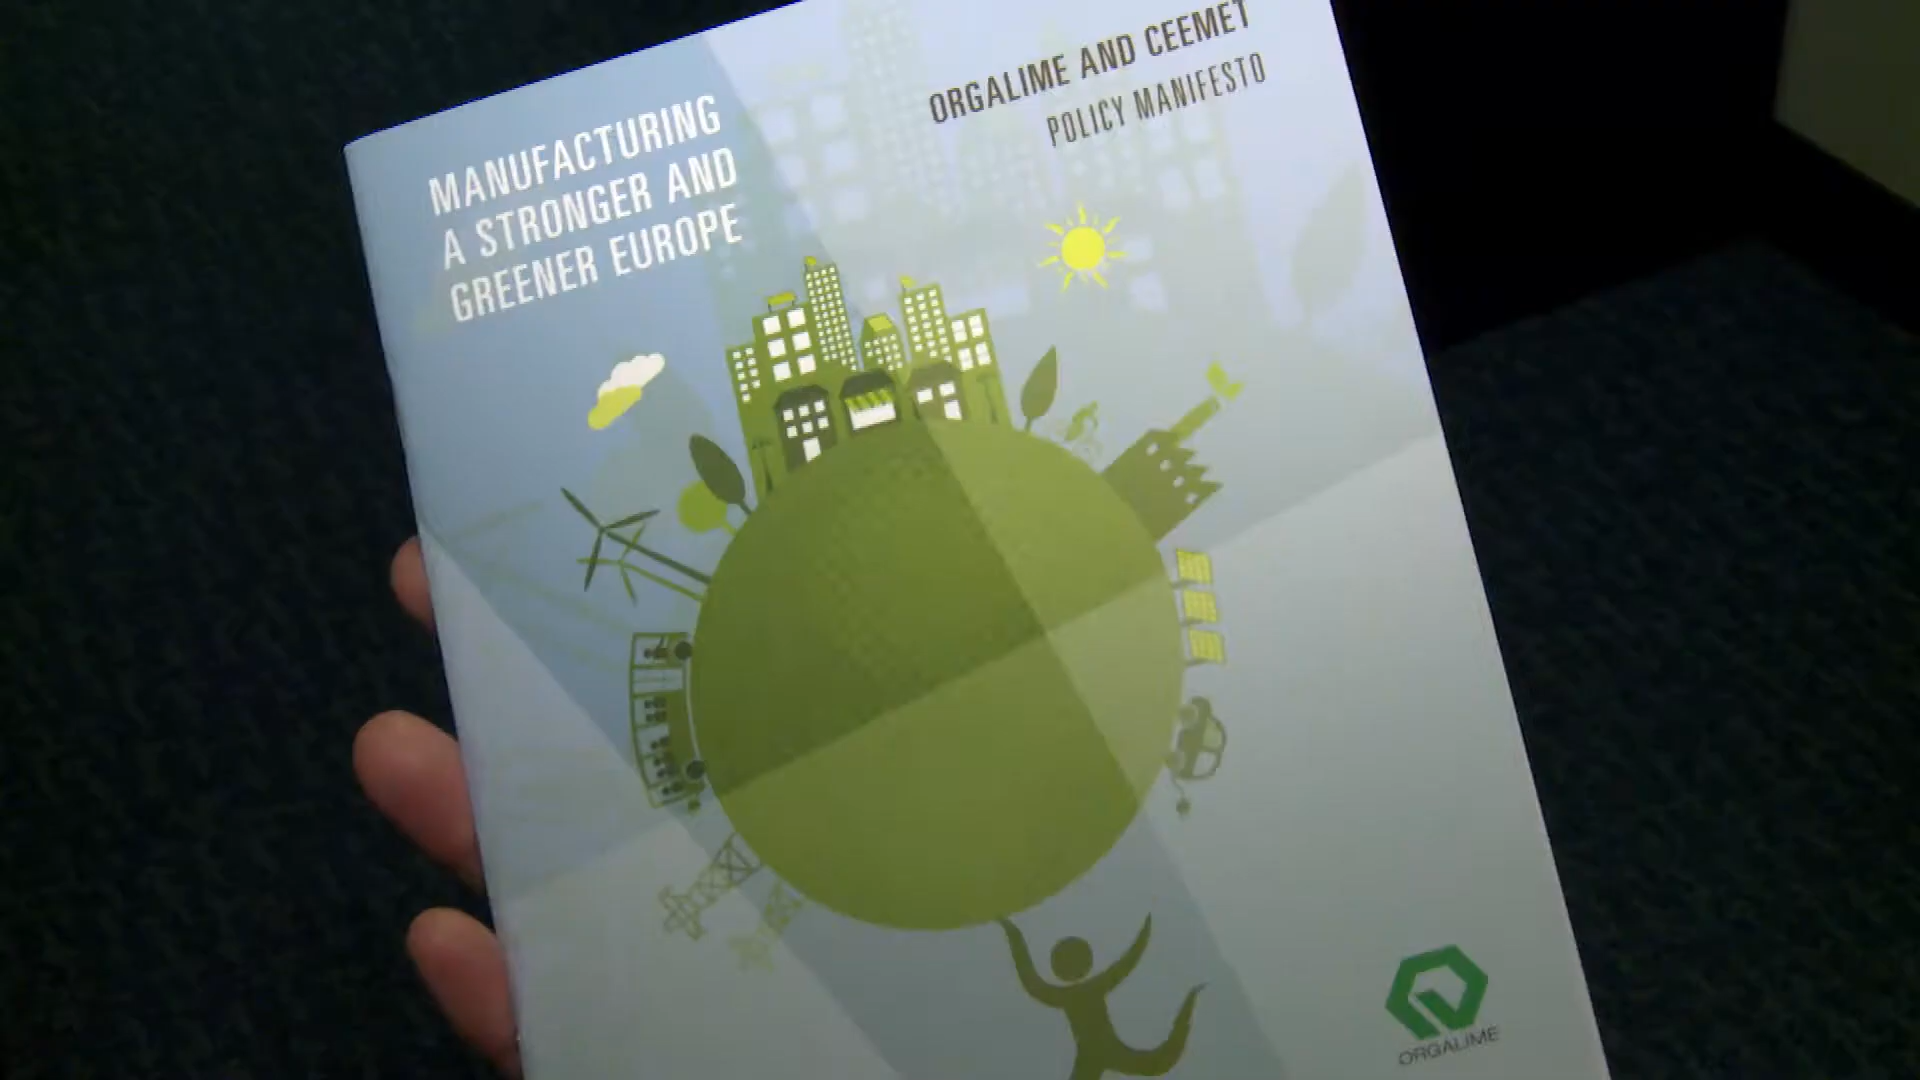 MANUFACTURING
A STRONGER AND
GREENER EUROPE
ORGALIME AND CEEMET
POLICY MANIFESTO
ORGALIME